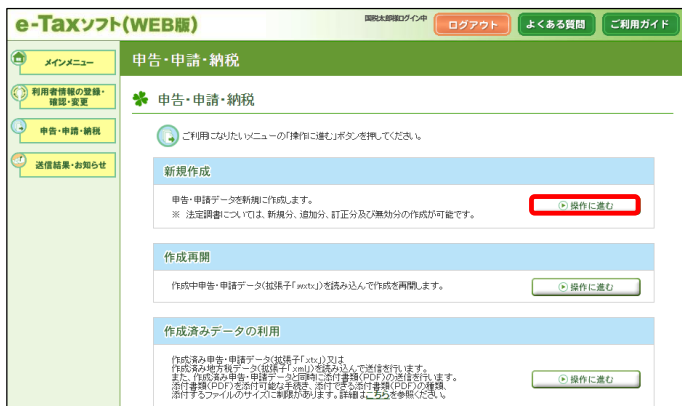 e-Taxソフト(WEB版)
国税太郎様ログイン中
ログアウト
よくある質問
ご利用ガイド
メインメニュー
利用者情報の登録・
確認・変更
申告・申請・納税
送信結果・お知らせ
申告・申請・納税
申告・申請・納税
ご利用になりたいメニューの「操作に進む」ボタンを押してください。
新規作成
申告・申請データを新規に作成します。
※ 法定調書については、新規分、追加分、訂正分及び無効分の作成が可能です。
操作に進む
作成再開
作成中申告・申請データ(拡張子「wxtx」)を読み込んで作成を再開します。
操作に進む
作成済みデータの利用
作成済み申告・申請データ(拡張子「.xtx」)又は
作成済み地方税データ(拡張子「xml」)を読み込んで送信を行います。
また、作成済み申告・申請データと同時に添付書類(PDF)の送信を行います。
添付書類(PDF)を添付可能な手続き、添付できる添付書類(PDF)の種類、
添付するファイルのサイズに制限があります。詳細はこちらを参照ください。
操作に進む